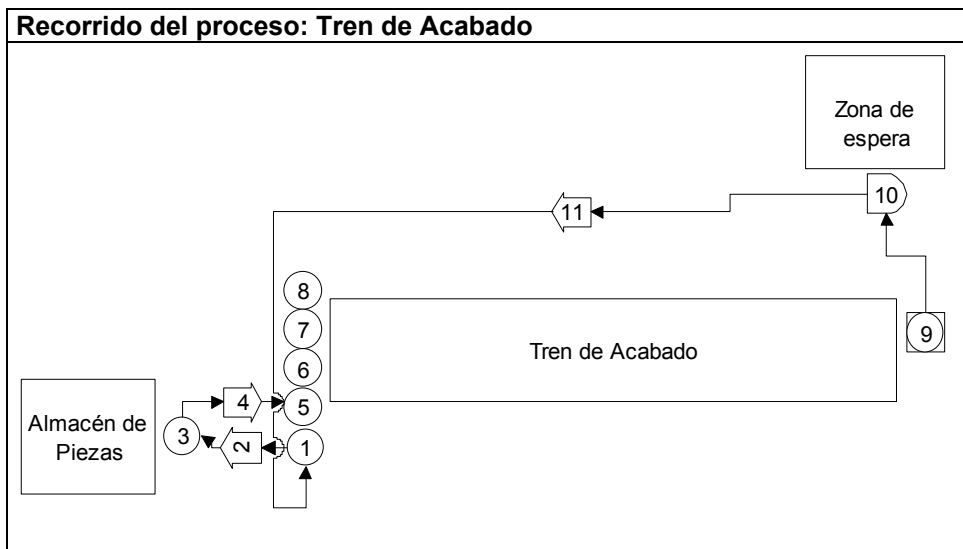 Recorrido del proceso: Tren de Acabado
Zona de
espera
10
11
8
7
6
5
9
Tren de Acabado
Almacén de
Piezas
3
4
2
1